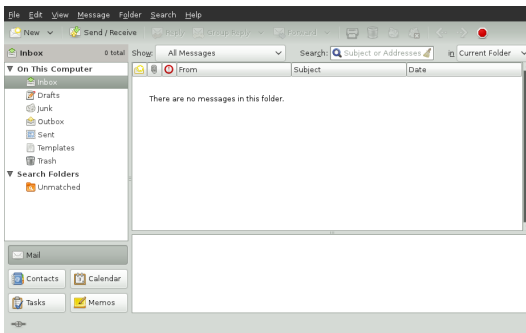 File Edit View Message Folder Search Help
New Send / Receive Reply Group Reply Forward
Inbox 0 total Show: All Messages Search: Subject or Addresses in Current Folder
On This Computer From Subject Date
Inbox
There are no messages in this folder.
Drafts
Junk
Outbox
Sent
Templates
Trash
Search Folders
Unmatched
Mail
Contacts Calendar
Tasks Memos